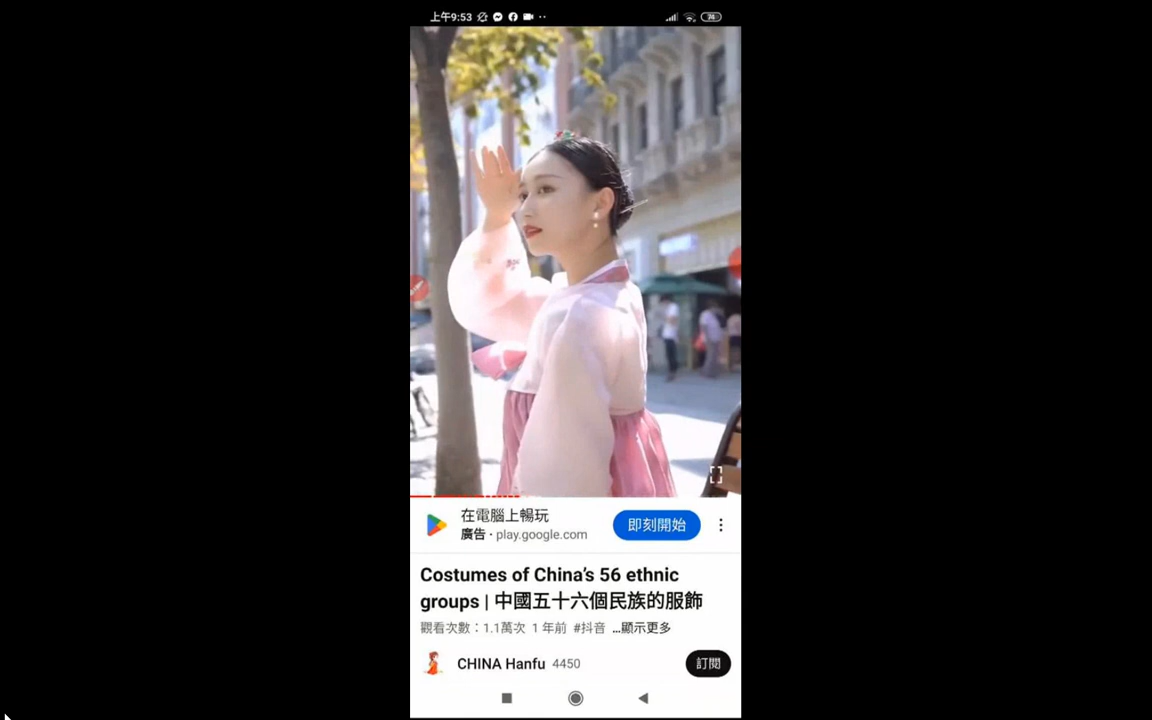 上午9:53
74
在電腦上暢玩
廣告 · play.google.com
即刻開始
Costumes of China's 56 ethnic
groups | 中國五十六個民族的服飾
觀看次數：1.1萬次 1 年前 #抖音 ...顯示更多
CHINA Hanfu 4450
訂閱